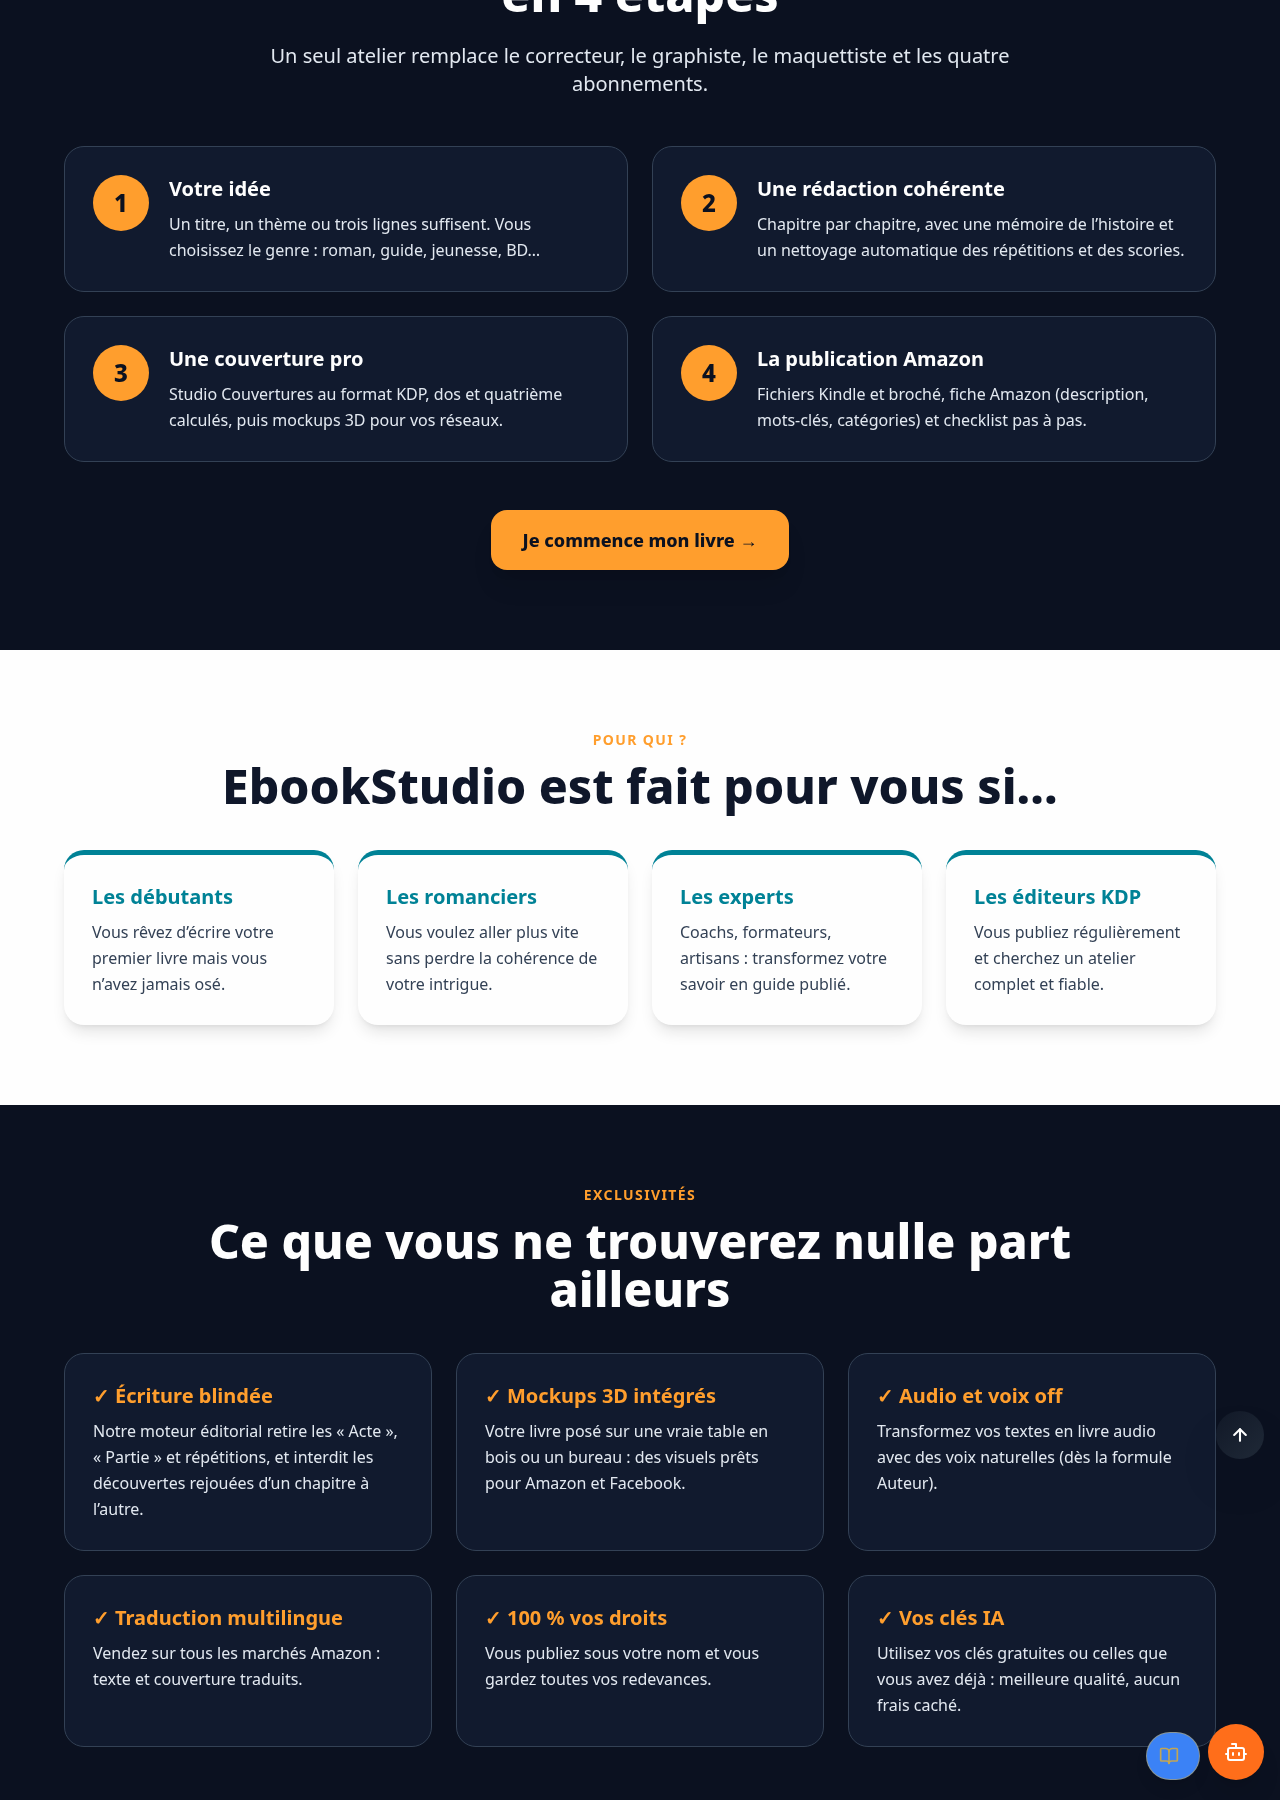 en 4 étapes
Un seul atelier remplace le correcteur, le graphiste, le maquettiste et les quatre
abonnements.
1
Votre idée
Un titre, un thème ou trois lignes suffisent. Vous
choisissez le genre : roman, guide, jeunesse, BD…
2
Une rédaction cohérente
Chapitre par chapitre, avec une mémoire de l’histoire et
un nettoyage automatique des répétitions et des scories.
3
Une couverture pro
Studio Couvertures au format KDP, dos et quatrième
calculés, puis mockups 3D pour vos réseaux.
4
La publication Amazon
Fichiers Kindle et broché, fiche Amazon (description,
mots-clés, catégories) et checklist pas à pas.
Je commence mon livre →
POUR QUI ?
EbookStudio est fait pour vous si…
Les débutants
Vous rêvez d’écrire votre
premier livre mais vous
n’avez jamais osé.
Les romanciers
Vous voulez aller plus vite
sans perdre la cohérence de
votre intrigue.
Les experts
Coachs, formateurs,
artisans : transformez votre
savoir en guide publié.
Les éditeurs KDP
Vous publiez régulièrement
et cherchez un atelier
complet et fiable.
EXCLUSIVITÉS
Ce que vous ne trouverez nulle part
ailleurs
✓ Écriture blindée
Notre moteur éditorial retire les « Acte »,
« Partie » et répétitions, et interdit les
découvertes rejouées d’un chapitre à
l’autre.
✓ Mockups 3D intégrés
Votre livre posé sur une vraie table en
bois ou un bureau : des visuels prêts
pour Amazon et Facebook.
✓ Audio et voix off
Transformez vos textes en livre audio
avec des voix naturelles (dès la formule
Auteur).
✓ Traduction multilingue
Vendez sur tous les marchés Amazon :
texte et couverture traduits.
✓ 100 % vos droits
Vous publiez sous votre nom et vous
gardez toutes vos redevances.
✓ Vos clés IA
Utilisez vos clés gratuites ou celles que
vous avez déjà : meilleure qualité, aucun
frais caché.